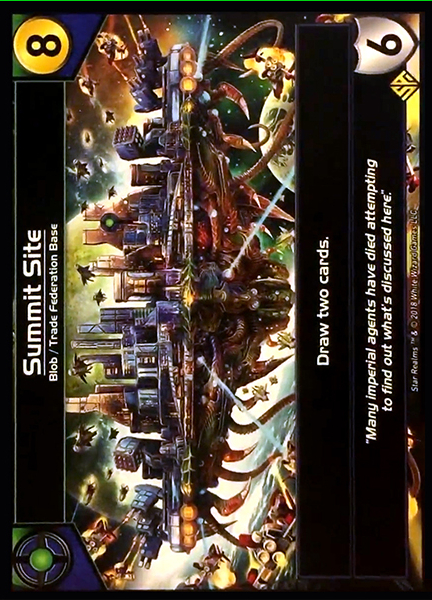 8
Summit Site
Blob / Trade Federation Base
Draw two cards.
"Many imperial agents have died attempting
to find out what's discussed here."
Star Realms™ & © 2018 White Wizard Games LLC.
6